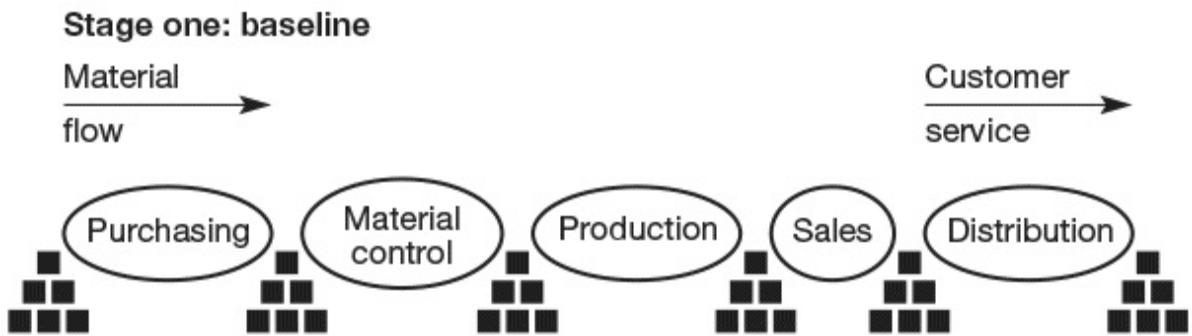 Stage one: baseline
Material
flow
Customer
service
Purchasing
Material
control
Production
Sales
Distribution